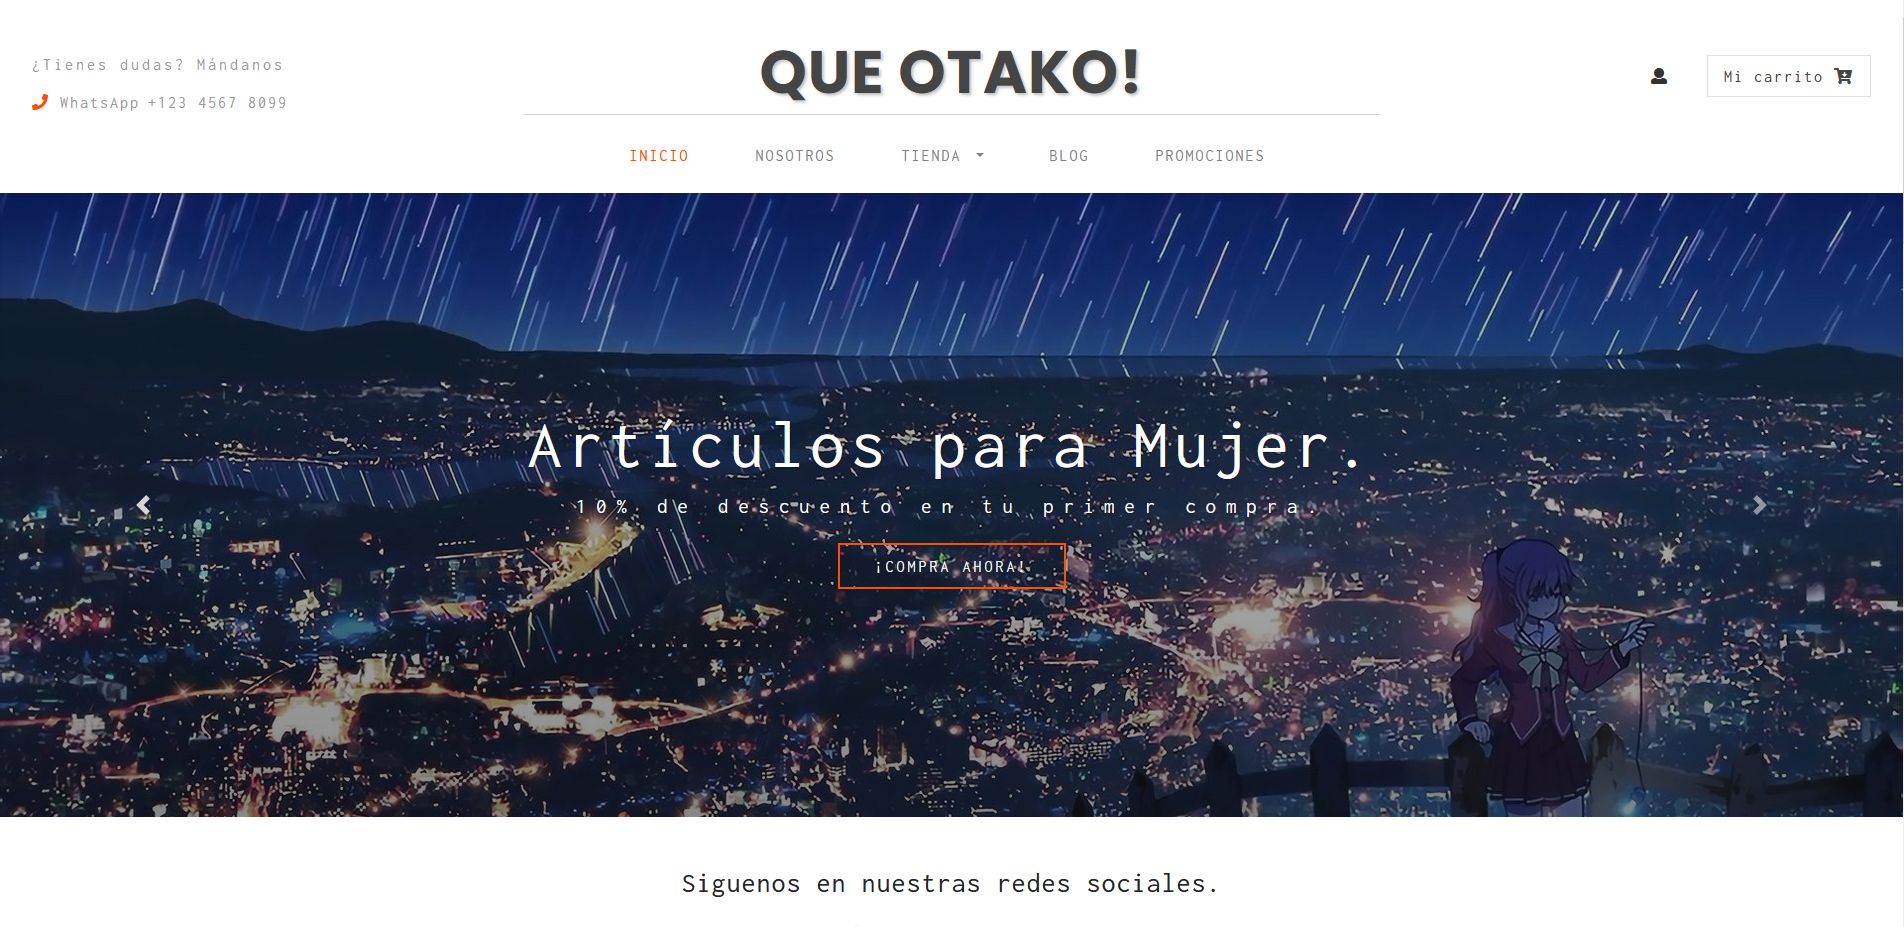 ¿Tienes dudas? Mándanos
WhatsApp +123 4567 8099
QUE OTAKO!
Mi carrito
INICIO NOSOTROS TIENDA BLOG PROMOCIONES
Artículos para Mujer.
10% de descuento en tu primer compra.
¡COMPRA AHORA!
Siguenos en nuestras redes sociales.